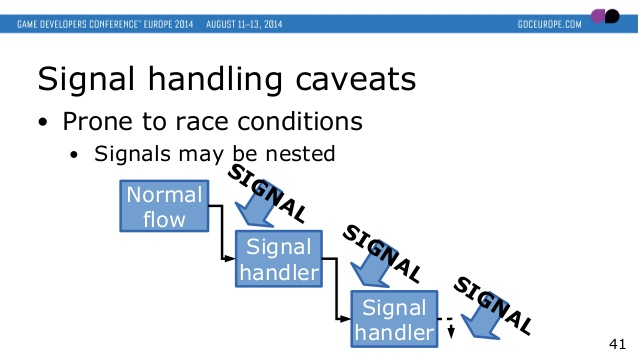 GAME DEVELOPERS CONFERENCE™ EUROPE 2014 AUGUST 11–13, 2014 GDCEUROPE.COM
Signal handling caveats
• Prone to race conditions
• Signals may be nested
Normal
flow
SIGNAL
Signal
handler
SIGNAL
Signal
handler
SIGNAL
41